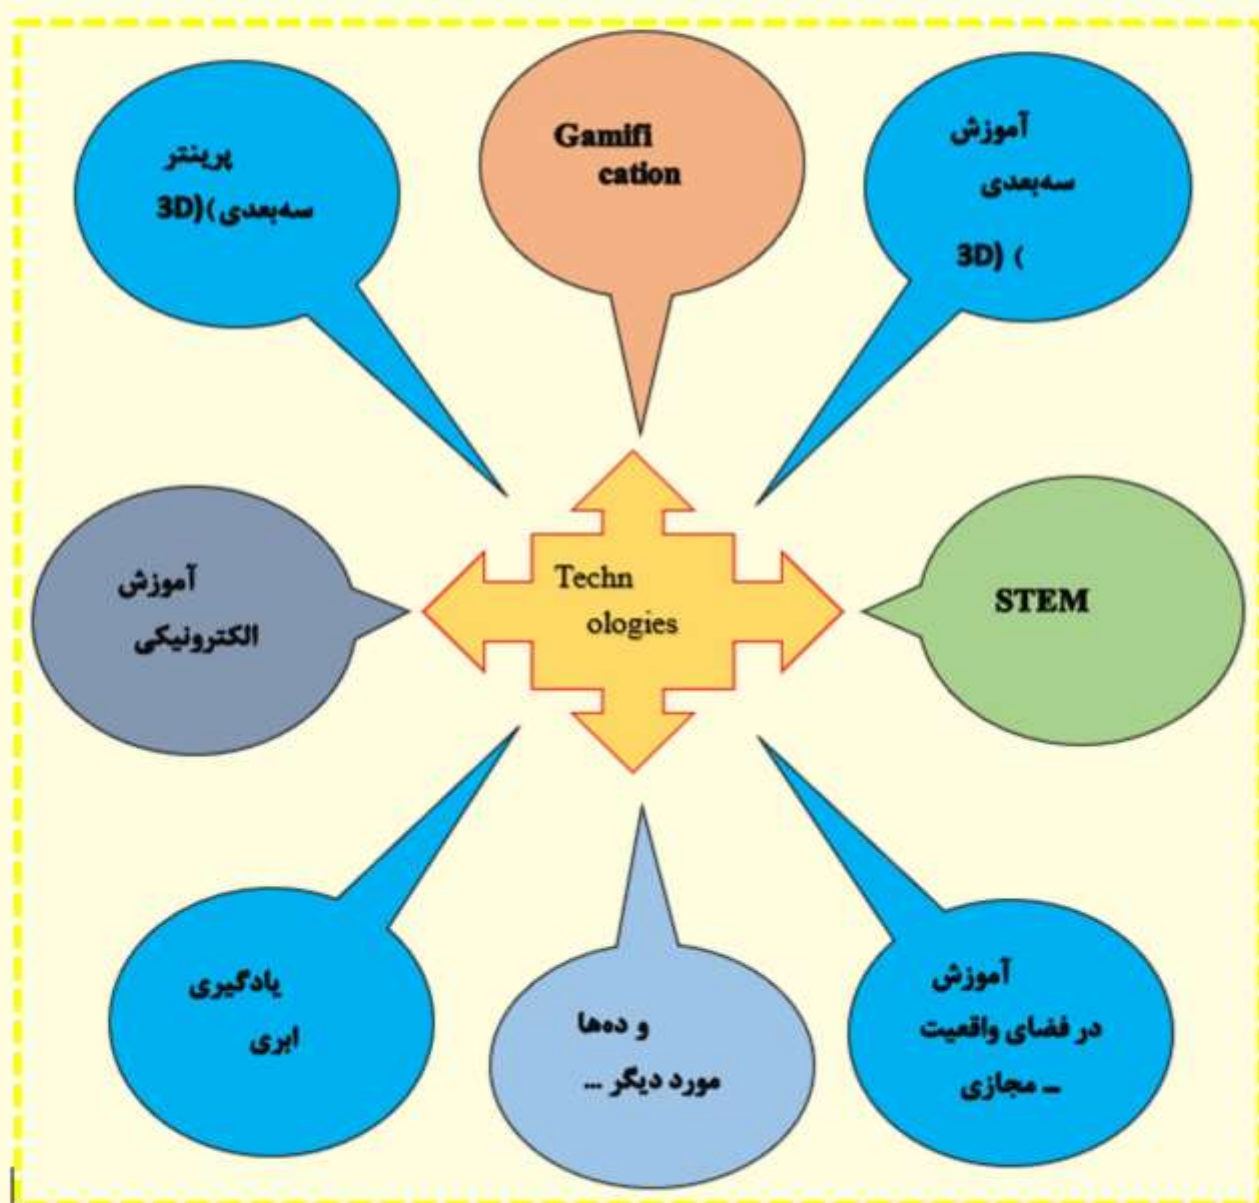 پرینتر
سه‌بعدی )(3D
Gamifi
cation
آموزش
سه‌بعدی
) (3D
آموزش
الکترونیکی
Techn
ologies
STEM
یادگیری
ابری
و ده‌ها
مورد دیگر ...
آموزش
در فضای واقعیت
ـ مجازی